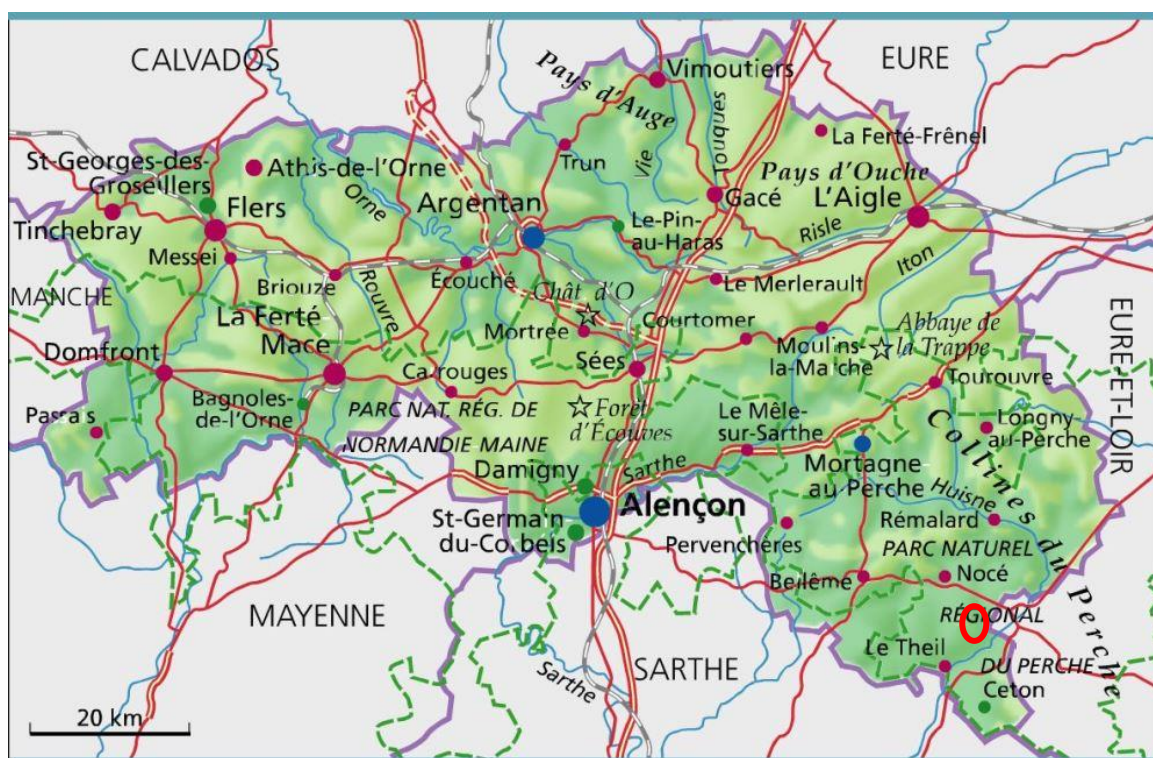 CALVADOS
EURE
Pays d'Auge
Vimoutiers
Touques
La Ferté-Frênel
St-Georges-des-
Groseillers
Athis-de-l'Orne
Trun
Vie
Pays d'Ouche
Orne
Argentan
Gacé
L'Aigle
Flers
Tinchebray
Le-Pin-
au-Haras
Risle
Messei
Iton
Briouze
Rouvre
Écouché
Le Merlerault
MANCHE
Chât d'O
La Ferté
Macé
Mortrée
Courtomer
Abbaye de
la Trappe
EURE-ET-LOIR
Domfront
Sées
Moulins-
la-Marche
Carrouges
Tourouvre
Passais
Bagnoles-
de-l'Orne
PARC NAT. RÉG. DE
NORMANDIE MAINE
Forêt
d'Écouves
Le Mêle-
sur-Sarthe
Longny-
au-Perche
Collines du Perche
Damigny
Sarthe
Mortagne
au Perche
Huisne
Alençon
St-Germain
du-Corbeis
Rémalard
Pervenchères
PARC NATUREL
Bellême
Nocé
MAYENNE
RÉGIONAL
Le Theil
SARTHE
DU PERCHE
Ceton
Sarthe
20 km